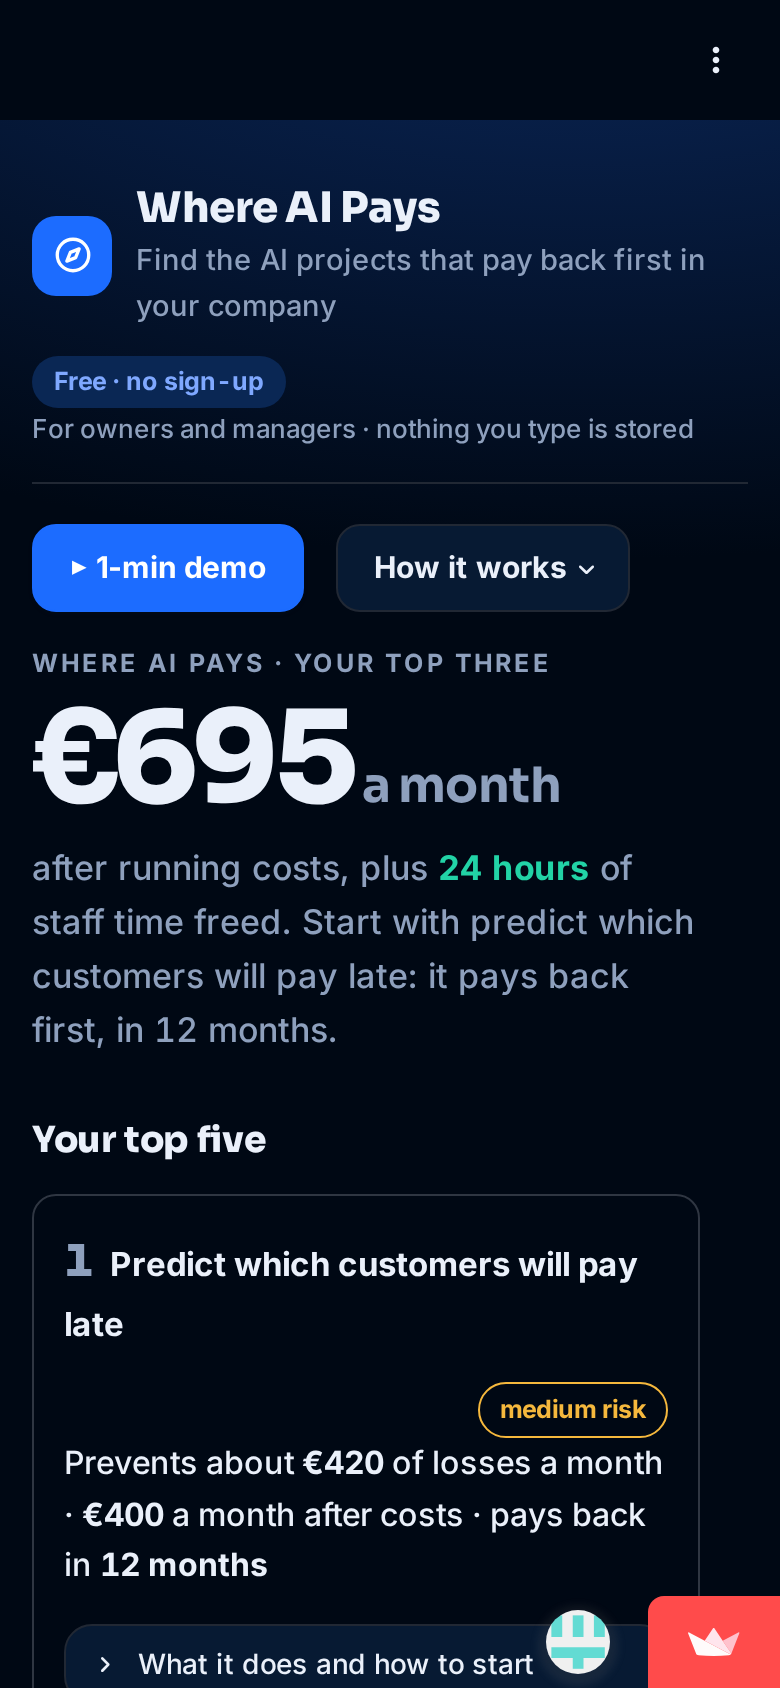 Where AI Pays
Find the AI projects that pay back first in
your company
Free · no sign-up
For owners and managers · nothing you type is stored
▶ 1-min demo
How it works
WHERE AI PAYS · YOUR TOP THREE
€695 a month
after running costs, plus 24 hours of
staff time freed. Start with predict which
customers will pay late: it pays back
first, in 12 months.
Your top five
1 Predict which customers will pay
late
medium risk
Prevents about €420 of losses a month
· €400 a month after costs · pays back
in 12 months
What it does and how to start